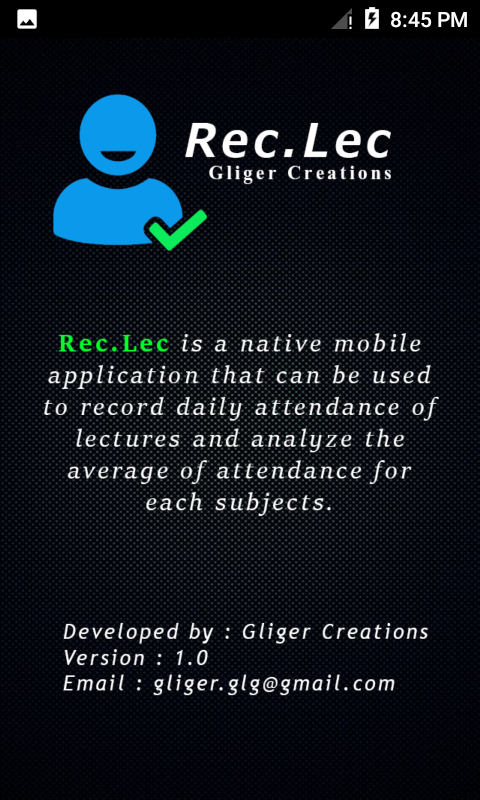 8:45 PM
Rec.Lec
Gliger Creations
Rec.Lec is a native mobile
application that can be used
to record daily attendance of
lectures and analyze the
average of attendance for
each subjects.
Developed by : Gliger Creations
Version : 1.0
Email : gliger.glg@gmail.com